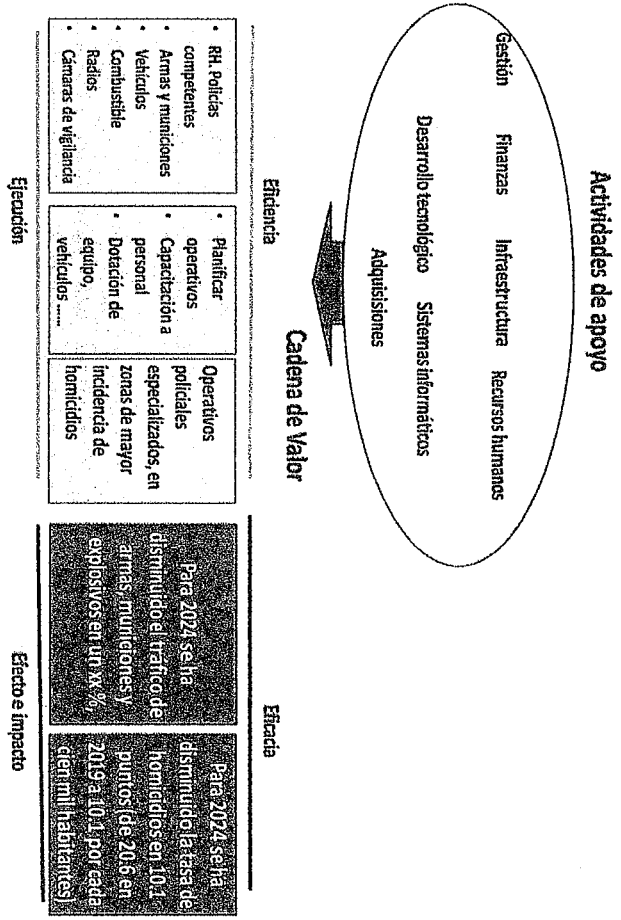 Actividades de apoyo
Gestión Finanzas Infraestructura Recursos humanos
Desarrollo tecnológico Sistemas informáticos
Adquisisiones
Cadena de Valor
Eficiencia
Eficacia
• RH. Policías
competentes
• Armas y municiones
• Vehículos
• Combustible
• Radios
• Cámaras de vigilancia
• Planificar
operativos
• Capacitación a
personal
• Dotación de
equipo,
vehículos ......
Operativos
policiales
especializados, en
zonas de mayor
incidencia de
homicidios
Para 2024 se ha
disminuido el tráfico de
armas, municiones y
explosivos en un xx %,
Para 2024 se ha
disminuido la tasa de
homicidios en 10.1
puntos (de 20.6 en
2019 a 10.1 por cada
cien mil habitantes)
Ejecución
Efecto e impacto